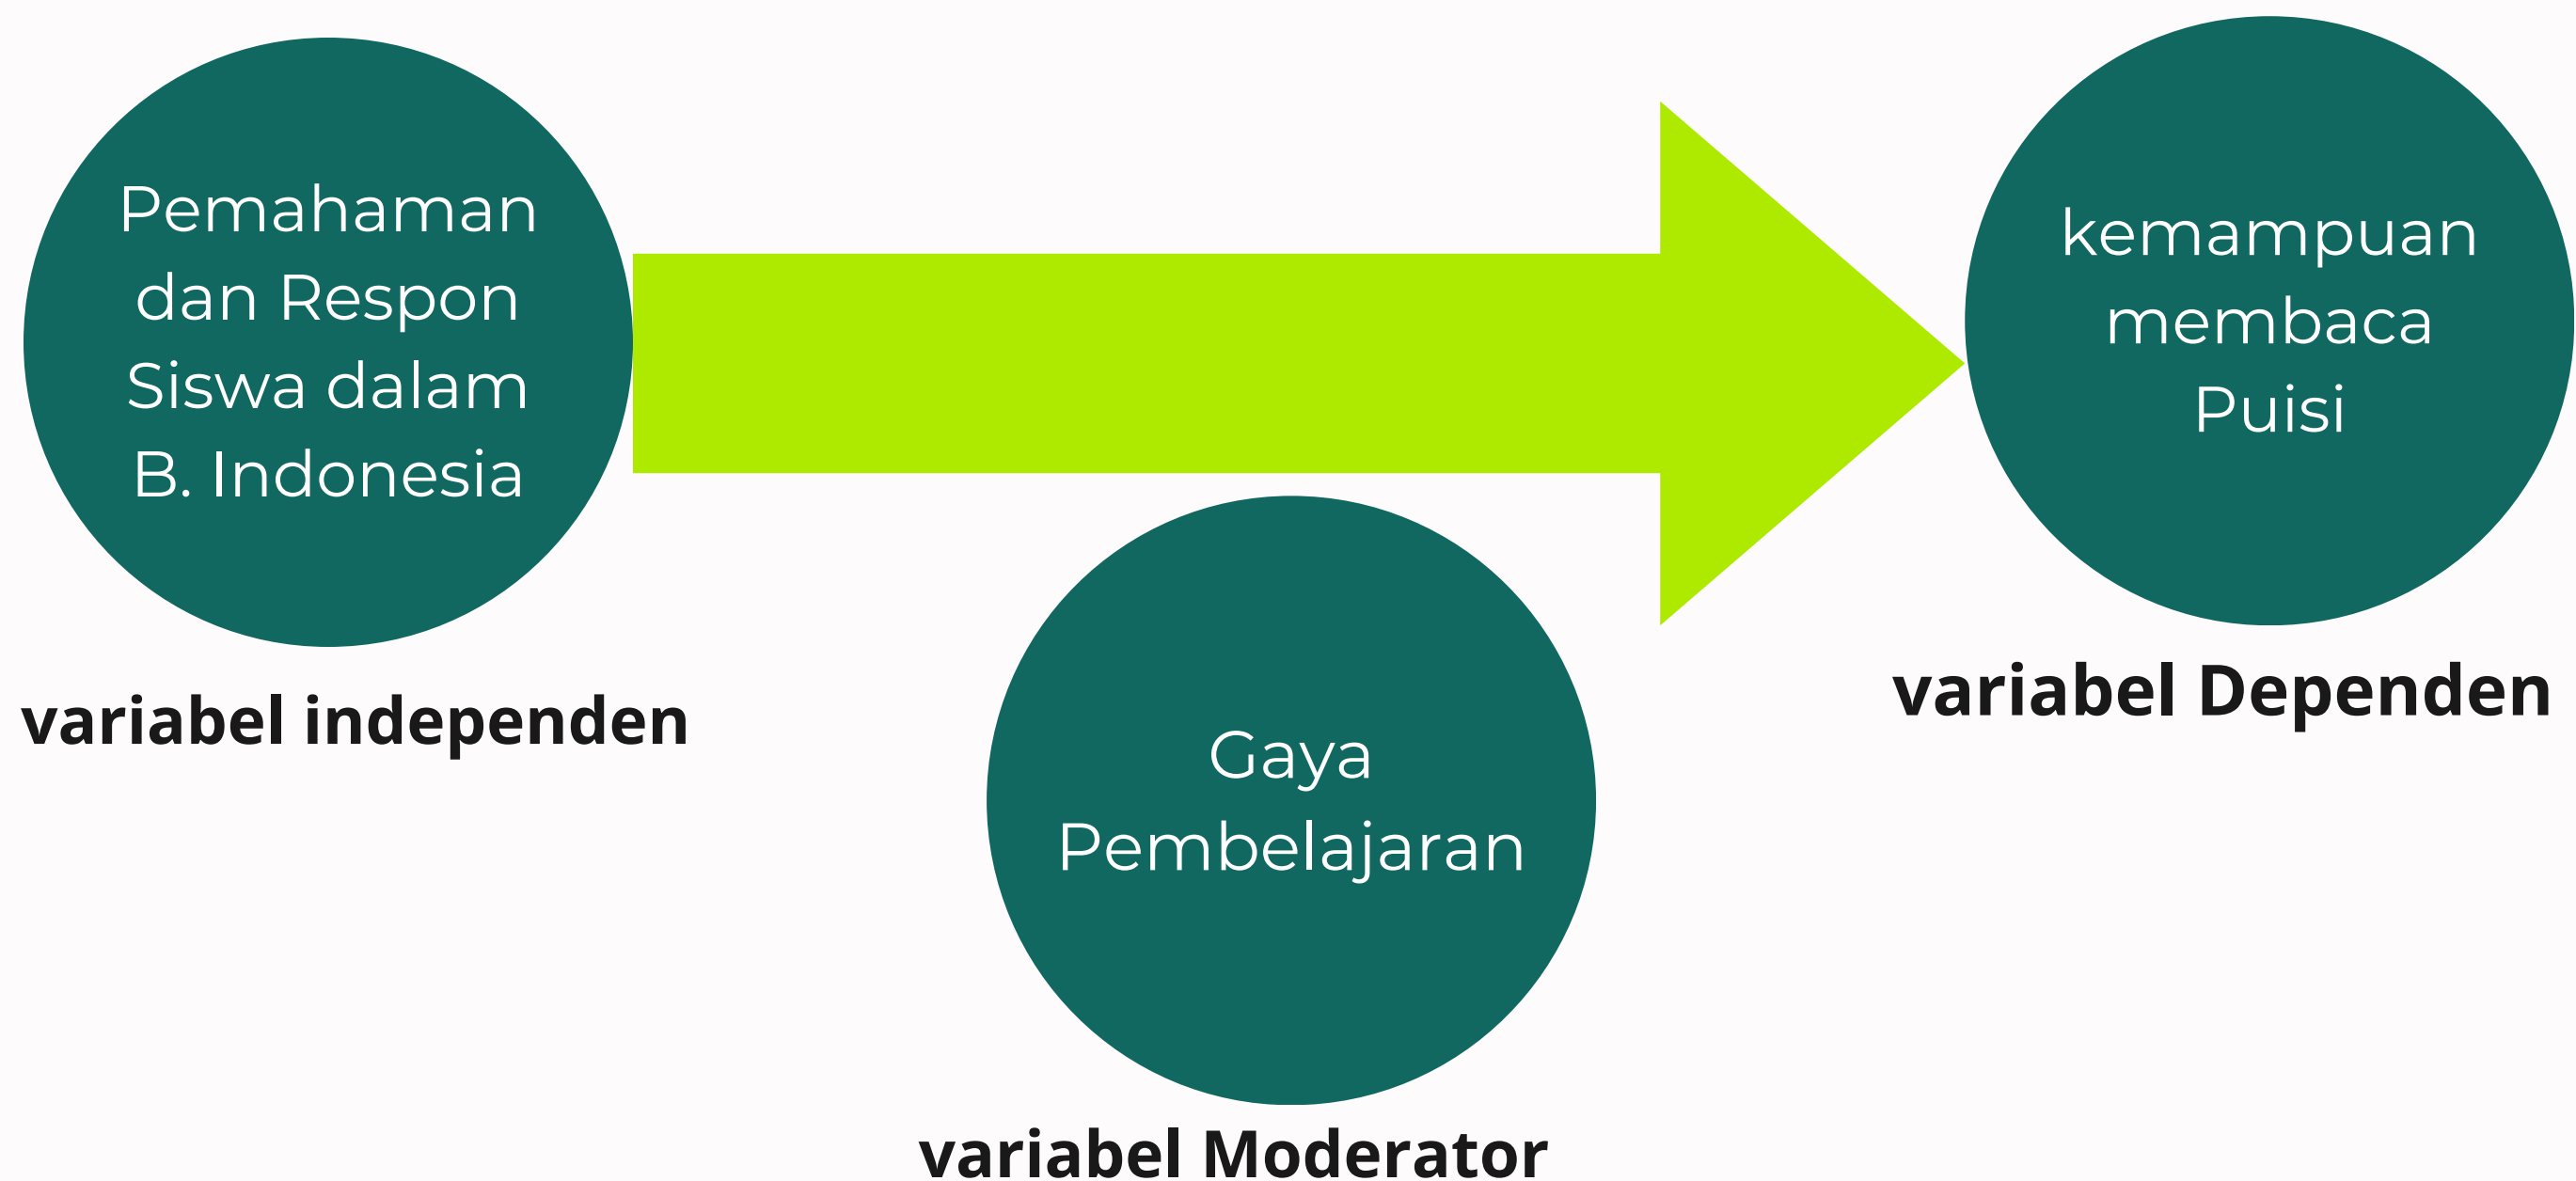 Pemahaman
dan Respon
Siswa dalam
B. Indonesia
variabel independen
kemampuan
membaca
Puisi
variabel Dependen
Gaya
Pembelajaran
variabel Moderator